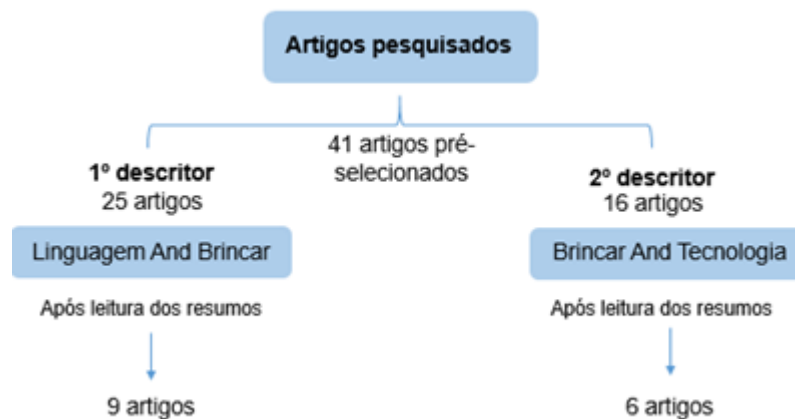 Artigos pesquisados
41 artigos pré-
selecionados
1º descritor
25 artigos
Linguagem And Brincar
Após leitura dos resumos
9 artigos
2º descritor
16 artigos
Brincar And Tecnologia
Após leitura dos resumos
6 artigos